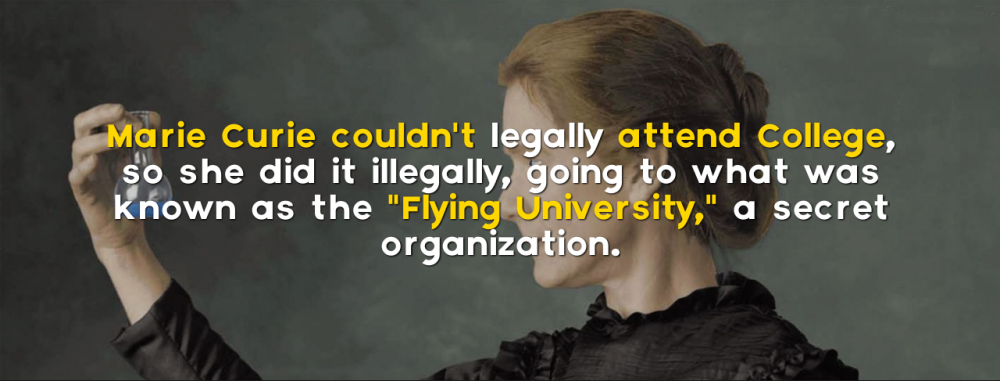 Marie Curie couldn't legally attend College,
so she did it illegally, going to what was
known as the "Flying University," a secret
organization.